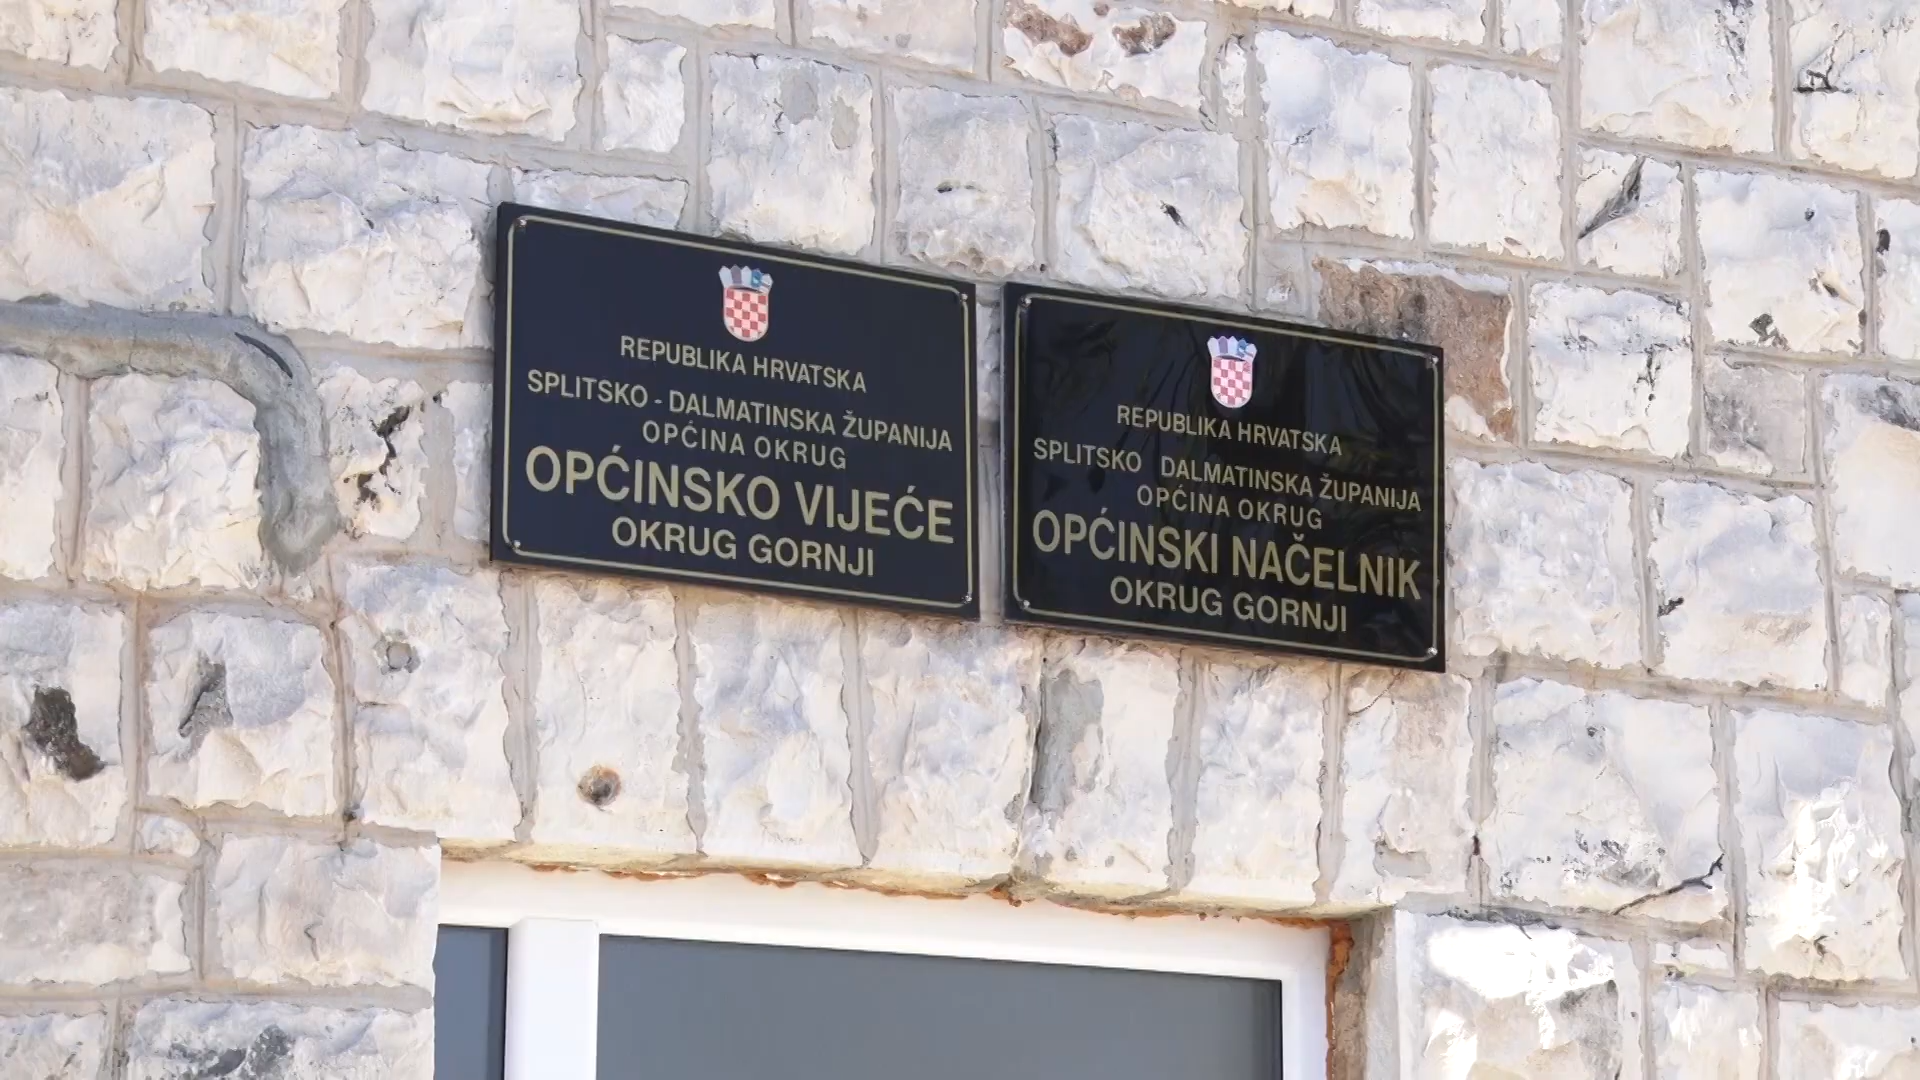 REPUBLIKA HRVATSKA
SPLITSKO - DALMATINSKA ŽUPANIJA
OPĆINA OKRUG
OPĆINSKO VIJEĆE
OKRUG GORNJI
REPUBLIKA HRVATSKA
SPLITSKO DALMATINSKA ŽUPANIJA
OPĆINA OKRUG
OPĆINSKI NAČELNIK
OKRUG GORNJI